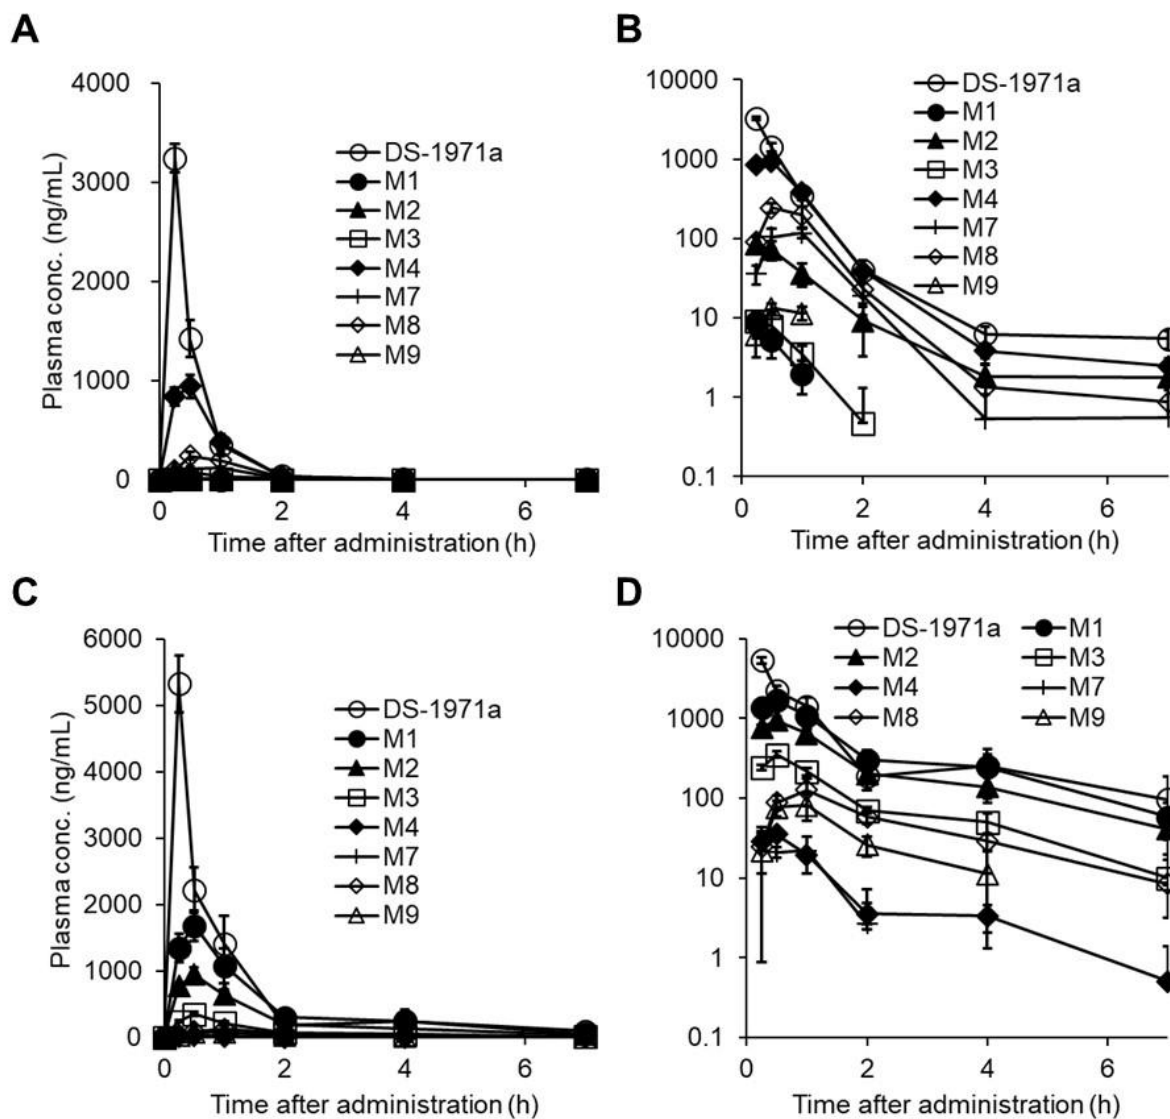 A
Plasma conc. (ng/mL)
4000
3000
2000
1000
0
0 2 4 6
Time after administration (h)
DS-1971a
M1
M2
M3
M4
M7
M8
M9
B
10000
1000
100
10
1
0.1
0 2 4 6
Time after administration (h)
DS-1971a
M1
M2
M3
M4
M7
M8
M9
C
Plasma conc. (ng/mL)
6000
5000
4000
3000
2000
1000
0
0 2 4 6
Time after administration (h)
DS-1971a
M1
M2
M3
M4
M7
M8
M9
D
10000
1000
100
10
1
0.1
0 2 4 6
Time after administration (h)
DS-1971a M1
M2 M3
M4 M7
M8 M9